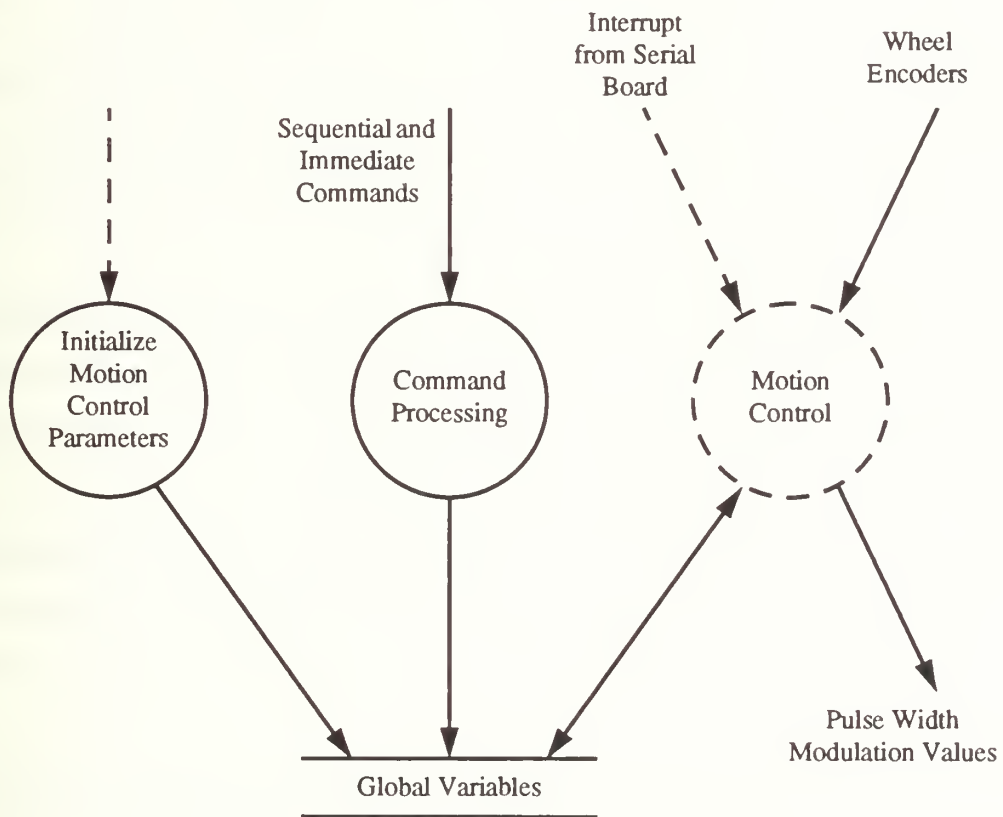 Interrupt
from Serial
Board
Wheel
Encoders
Sequential and
Immediate
Commands
Initialize
Motion
Control
Parameters
Command
Processing
Motion
Control
Pulse Width
Modulation Values
Global Variables